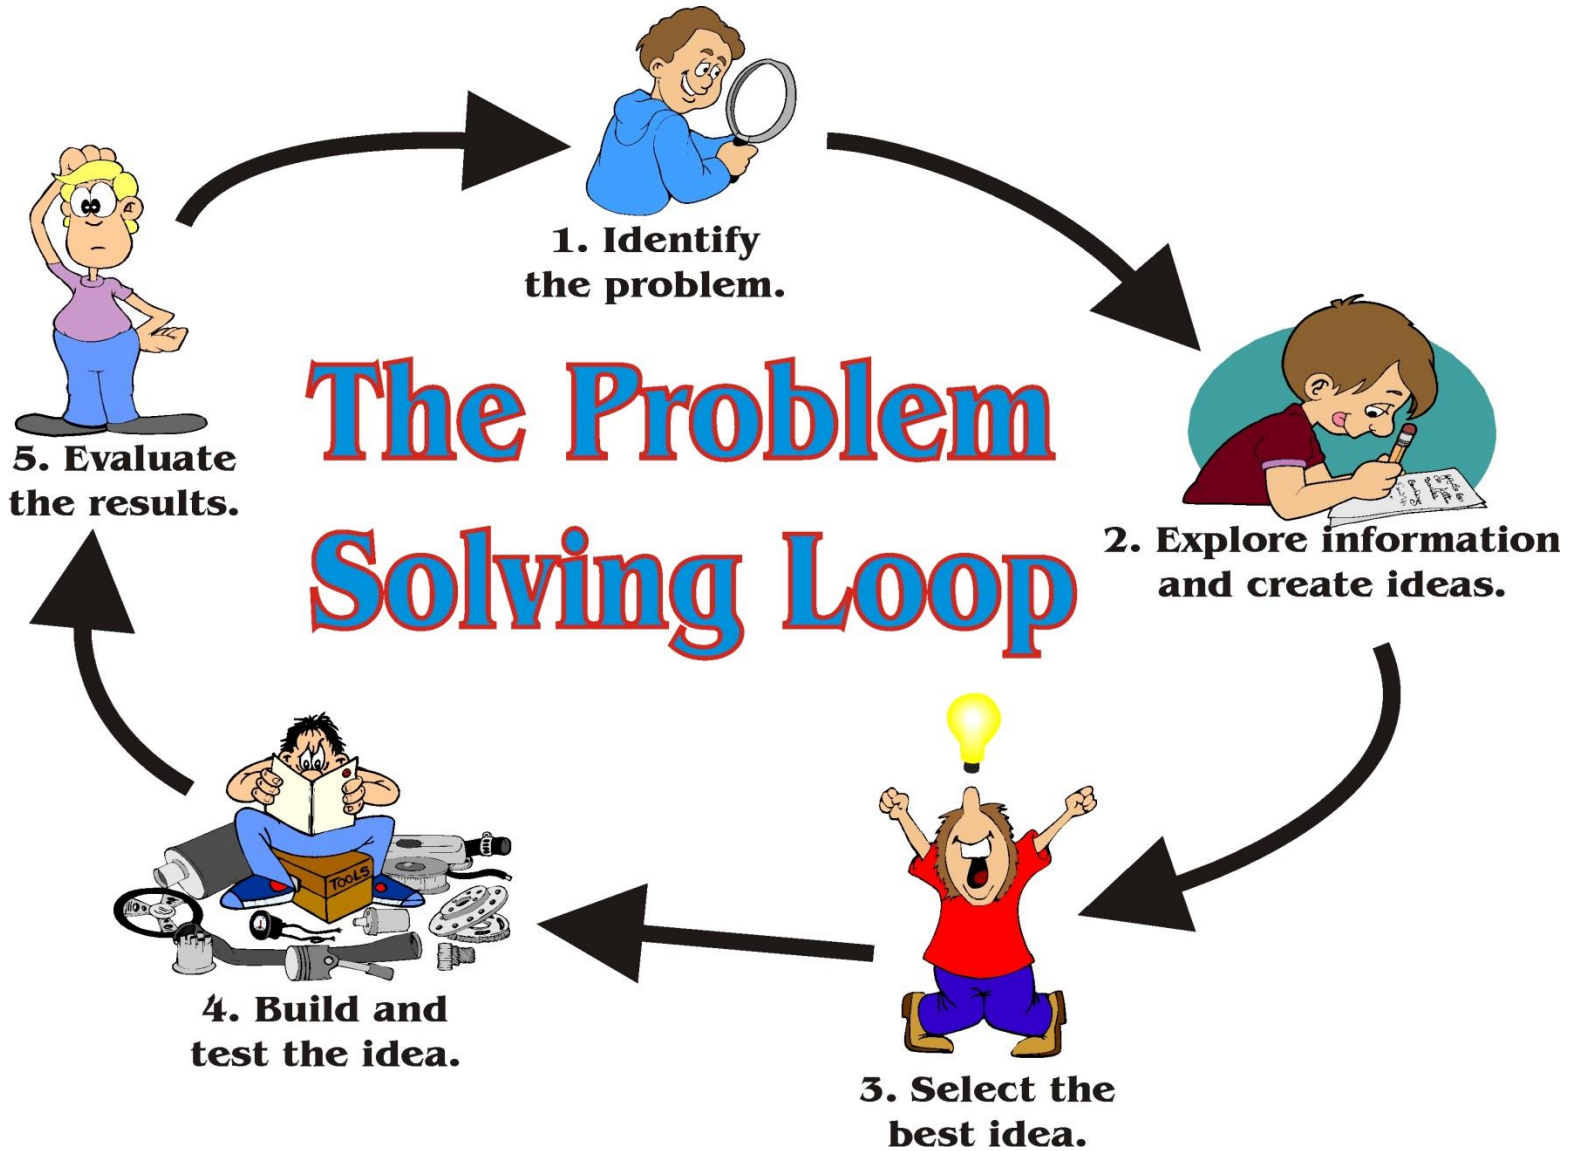 The Problem
Solving Loop
1. Identify
the problem.
2. Explore information
and create ideas.
3. Select the
best idea.
4. Build and
test the idea.
TOOLS
5. Evaluate
the results.